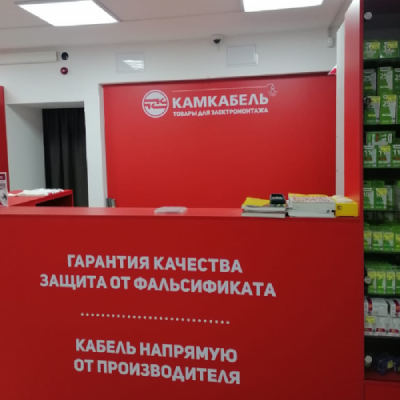 КАМКАБЕЛЬ
ТОВАРЫ ДЛЯ ЭЛЕКТРОМОНТАЖА
ГАРАНТИЯ КАЧЕСТВА
ЗАЩИТА ОТ ФАЛЬСИФИКАТА
КАБЕЛЬ НАПРЯМУЮ
ОТ ПРОИЗВОДИТЕЛЯ